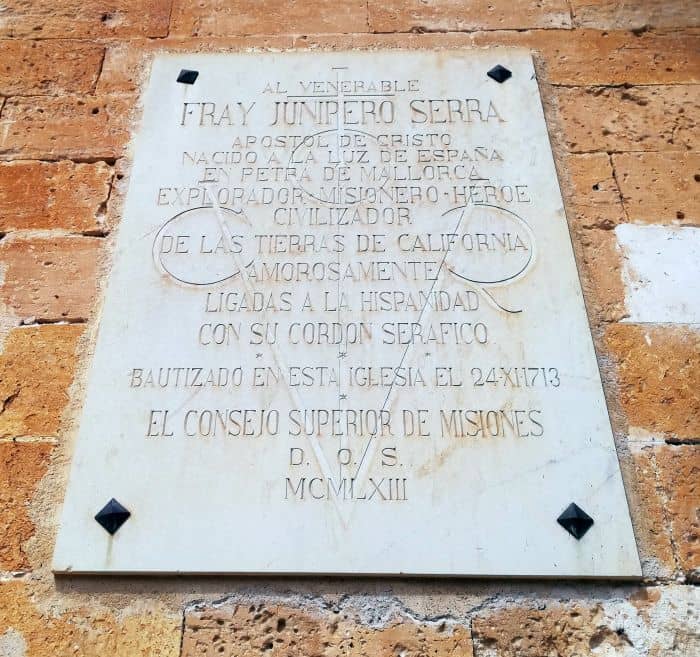 AL VENERABLE
FRAY JUNIPERO SERRA
APOSTOL DE CRISTO
NACIDO A LA LUZ DE ESPAÑA
EN PETRA DE MALLORCA
EXPLORADOR·MISIONERO·HEROE
CIVILIZADOR
DE LAS TIERRAS DE CALIFORNIA
AMOROSAMENTE
LIGADAS A LA HISPANIDAD
CON SU CORDON SERAFICO
* * *
BAUTIZADO EN ESTA IGLESIA EL 24-XI-1713
*
EL CONSEJO SUPERIOR DE MISIONES
D. O. S.
MCMLXIII